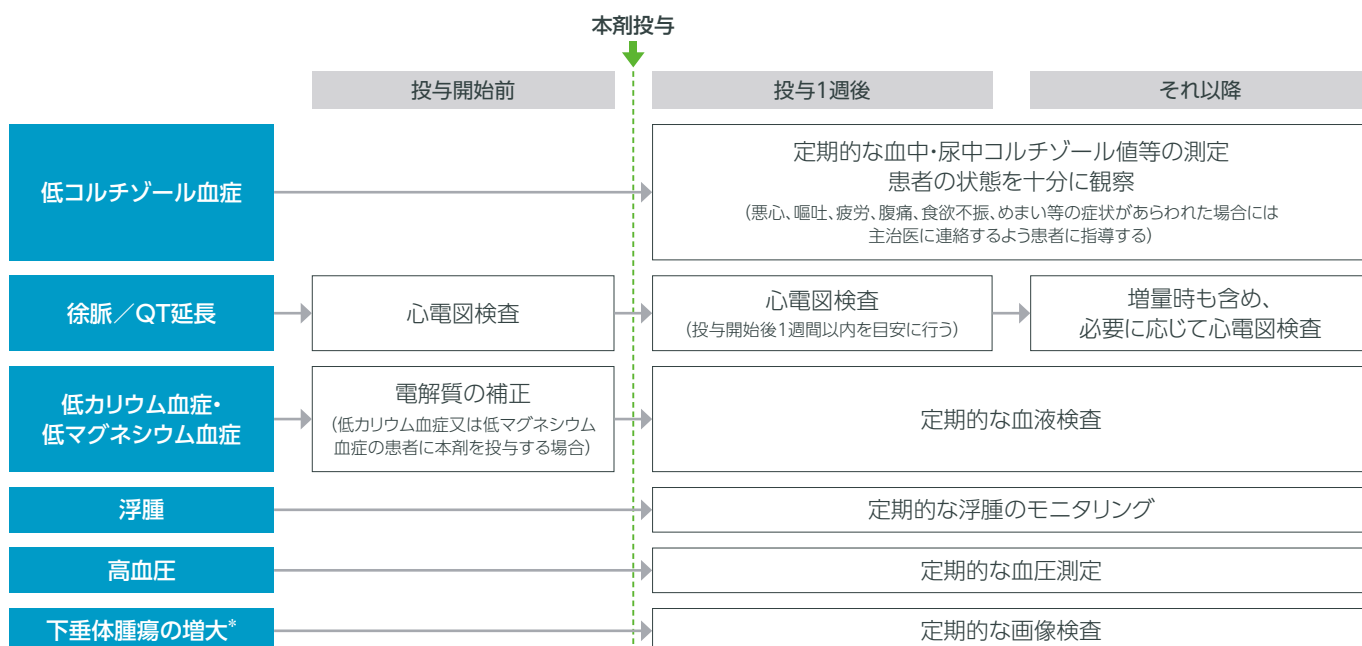 本剤投与
投与開始前
投与1週後
それ以降
低コルチゾール血症
定期的な血中・尿中コルチゾール値等の測定
患者の状態を十分に観察
(悪心、嘔吐、疲労、腹痛、食欲不振、めまい等の症状があらわれた場合には
主治医に連絡するよう患者に指導する)
徐脈／QT延長
心電図検査
心電図検査
(投与開始後1週間以内を目安に行う)
増量時も含め、
必要に応じて心電図検査
低カリウム血症・
低マグネシウム血症
電解質の補正
(低カリウム血症又は低マグネシウム
血症の患者に本剤を投与する場合)
定期的な血液検査
浮腫
定期的な浮腫のモニタリング
高血圧
定期的な血圧測定
下垂体腫瘍の増大*
定期的な画像検査